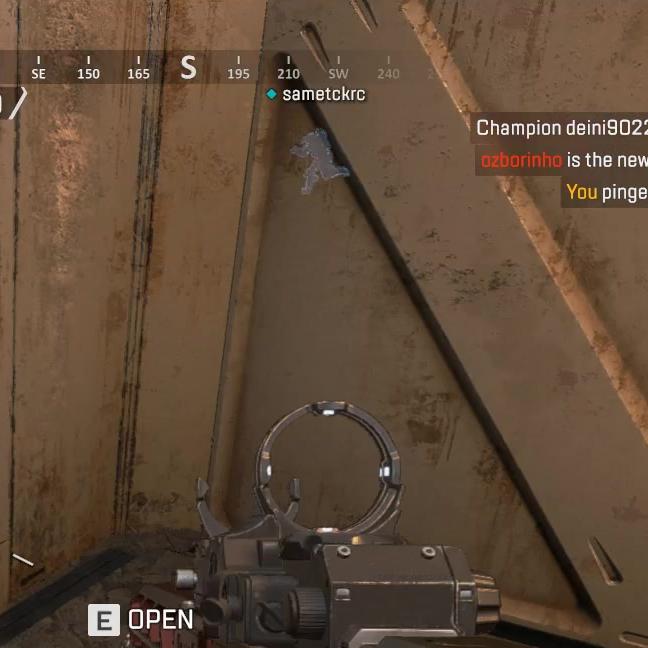 SE 150 165 S 195 210 SW 240
sametckrc
Champion deini9022
ozborinho is the new
You pinge
E OPEN